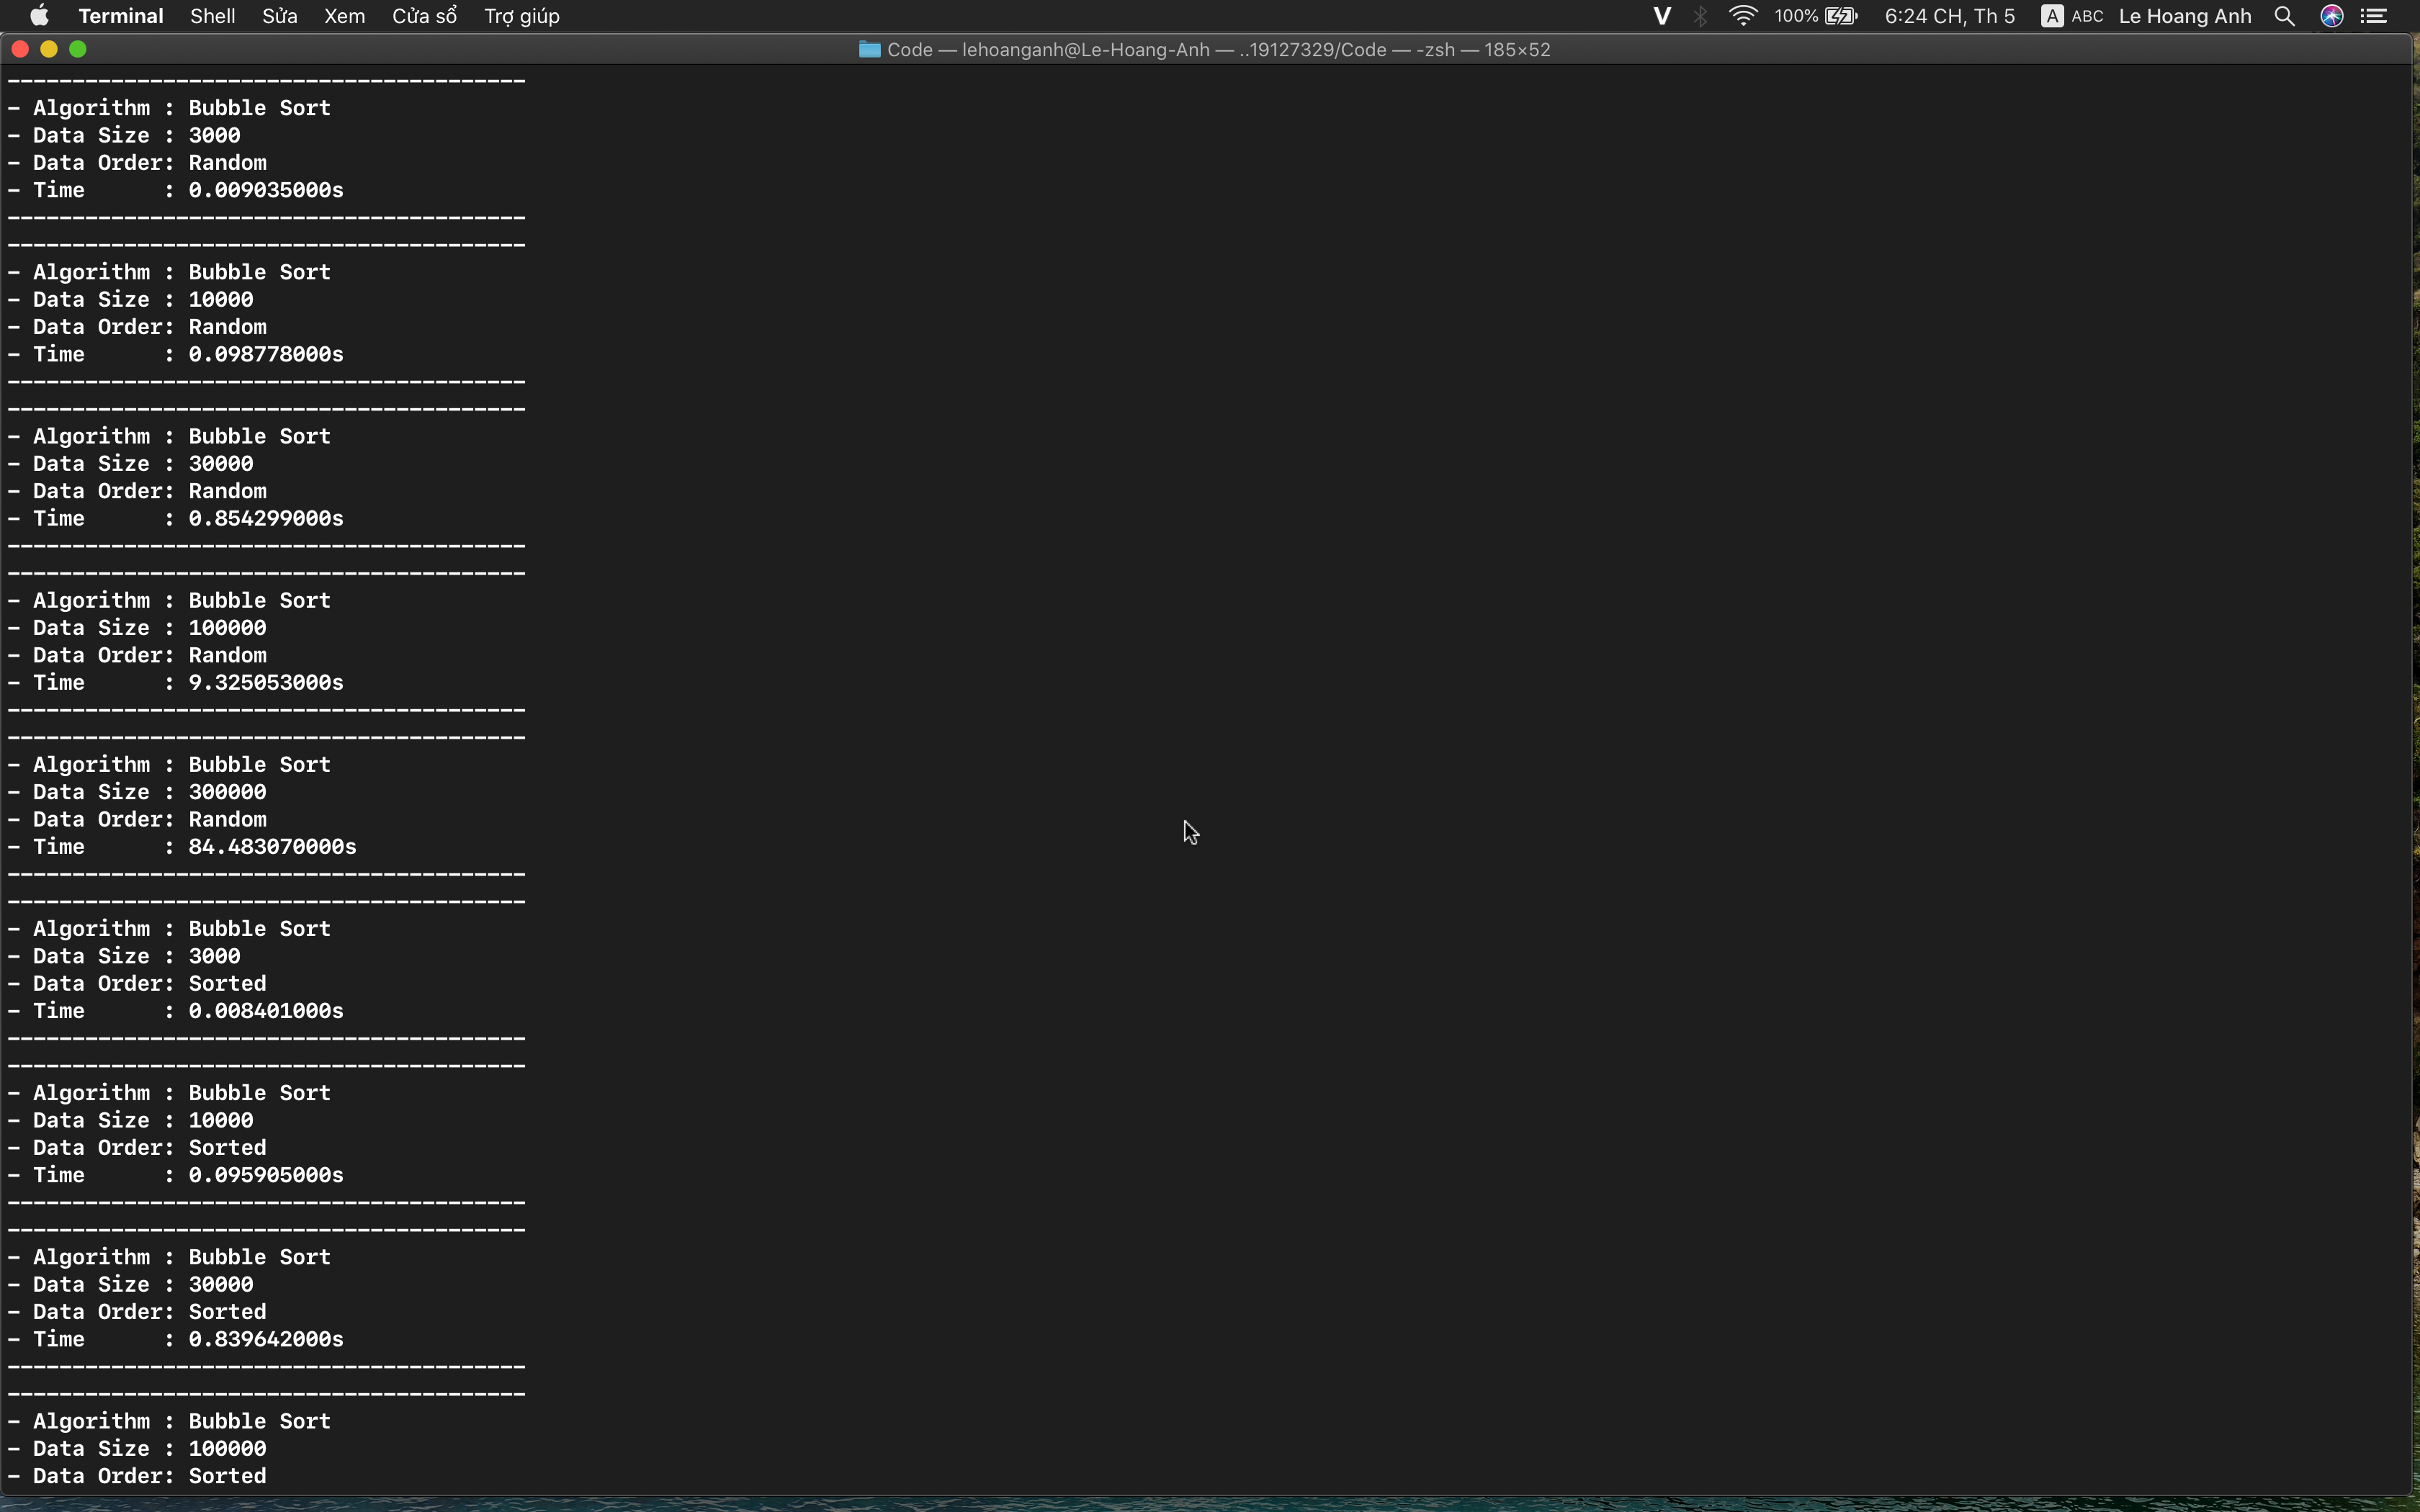 Terminal Shell Sửa Xem Cửa sổ Trợ giúp V 100% 6:24 CH, Th 5 A ABC Le Hoang Anh
Code — lehoanganh@Le-Hoang-Anh — ..19127329/Code — -zsh — 185×52
----------------------------------------
- Algorithm : Bubble Sort
- Data Size : 3000
- Data Order: Random
- Time      : 0.009035000s
----------------------------------------
----------------------------------------
- Algorithm : Bubble Sort
- Data Size : 10000
- Data Order: Random
- Time      : 0.098778000s
----------------------------------------
----------------------------------------
- Algorithm : Bubble Sort
- Data Size : 30000
- Data Order: Random
- Time      : 0.854299000s
----------------------------------------
----------------------------------------
- Algorithm : Bubble Sort
- Data Size : 100000
- Data Order: Random
- Time      : 9.325053000s
----------------------------------------
----------------------------------------
- Algorithm : Bubble Sort
- Data Size : 300000
- Data Order: Random
- Time      : 84.483070000s
----------------------------------------
----------------------------------------
- Algorithm : Bubble Sort
- Data Size : 3000
- Data Order: Sorted
- Time      : 0.008401000s
----------------------------------------
----------------------------------------
- Algorithm : Bubble Sort
- Data Size : 10000
- Data Order: Sorted
- Time      : 0.095905000s
----------------------------------------
----------------------------------------
- Algorithm : Bubble Sort
- Data Size : 30000
- Data Order: Sorted
- Time      : 0.839642000s
----------------------------------------
----------------------------------------
- Algorithm : Bubble Sort
- Data Size : 100000
- Data Order: Sorted